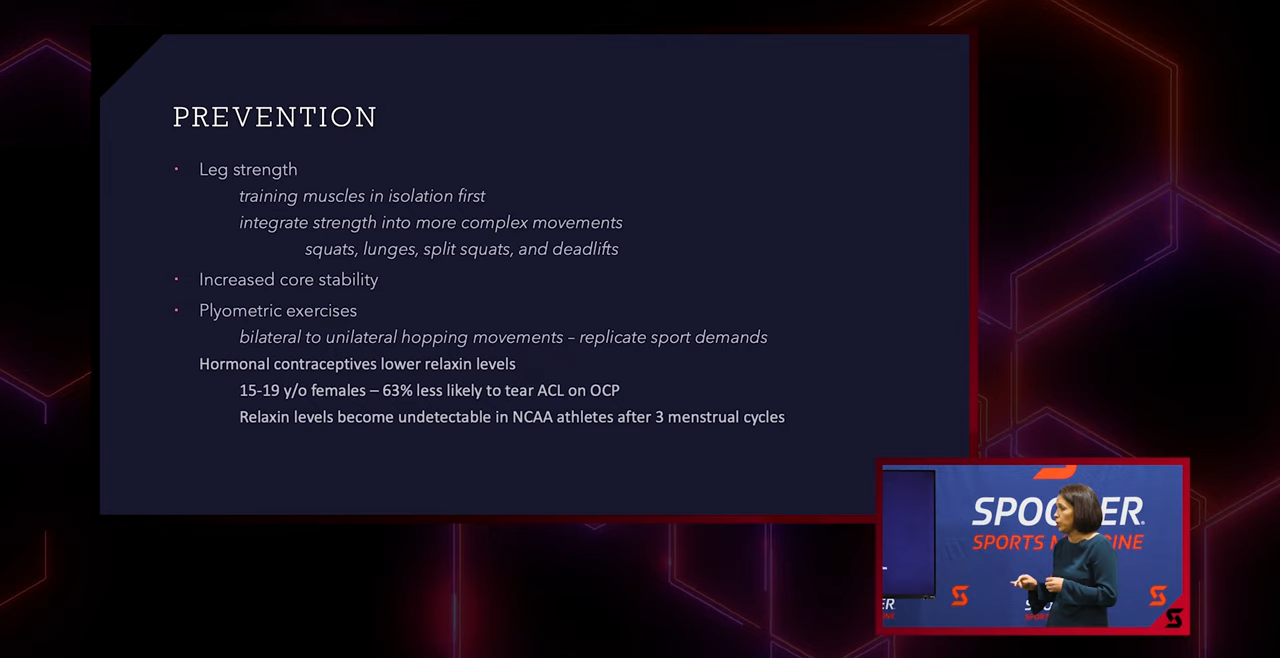 PREVENTION
• Leg strength
training muscles in isolation first
integrate strength into more complex movements
squats, lunges, split squats, and deadlifts
• Increased core stability
• Plyometric exercises
bilateral to unilateral hopping movements – replicate sport demands
Hormonal contraceptives lower relaxin levels
15-19 y/o females – 63% less likely to tear ACL on OCP
Relaxin levels become undetectable in NCAA athletes after 3 menstrual cycles
SPORTS